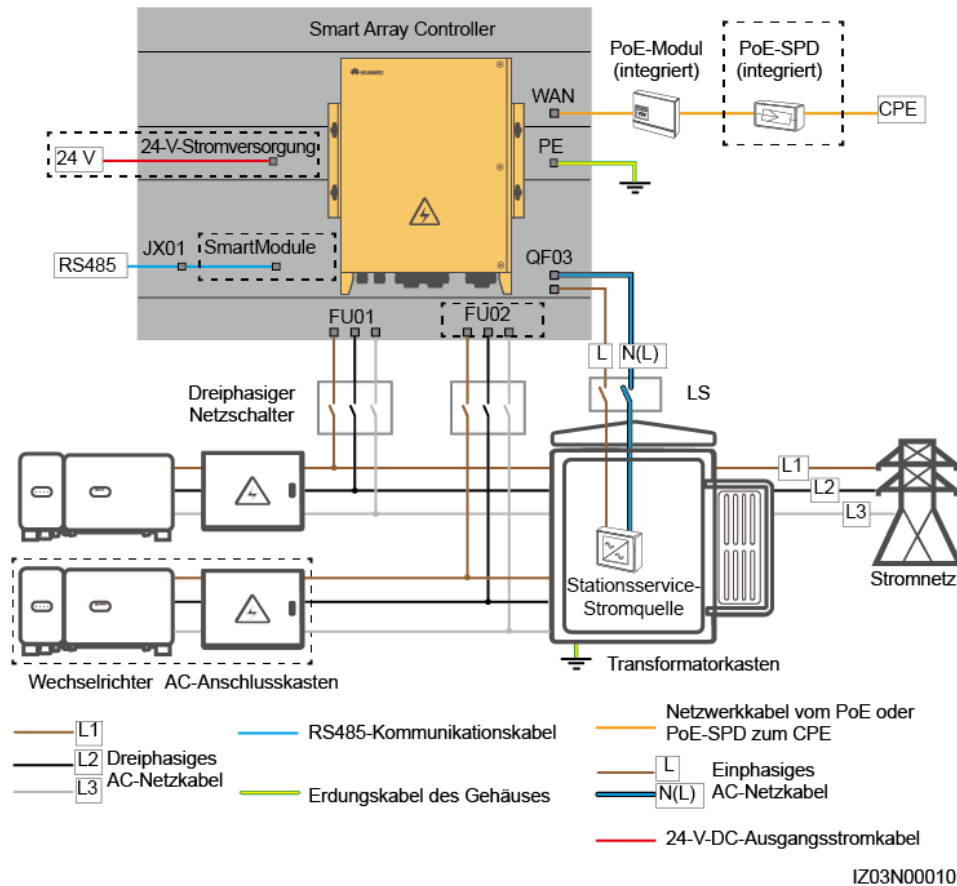 Smart Array Controller
HUAWEI
PoE-Modul
(integriert)
PoE-SPD
(integriert)
WAN
CPE
24-V-Stromversorgung
24 V
PE
JX01
SmartModule
RS485
QF03
FU01
FU02
L
N(L)
Dreiphasiger
Netzschalter
LS
L1
L2
L3
Stationsservice-
Stromquelle
Stromnetz
Transformatorkasten
Wechselrichter
AC-Anschlusskasten
L1
L2
L3
Dreiphasiges
AC-Netzkabel
RS485-Kommunikationskabel
Erdungskabel des Gehäuses
Netzwerkkabel vom PoE oder
PoE-SPD zum CPE
L
N(L)
Einphasiges
AC-Netzkabel
24-V-DC-Ausgangsstromkabel
IZ03N00010